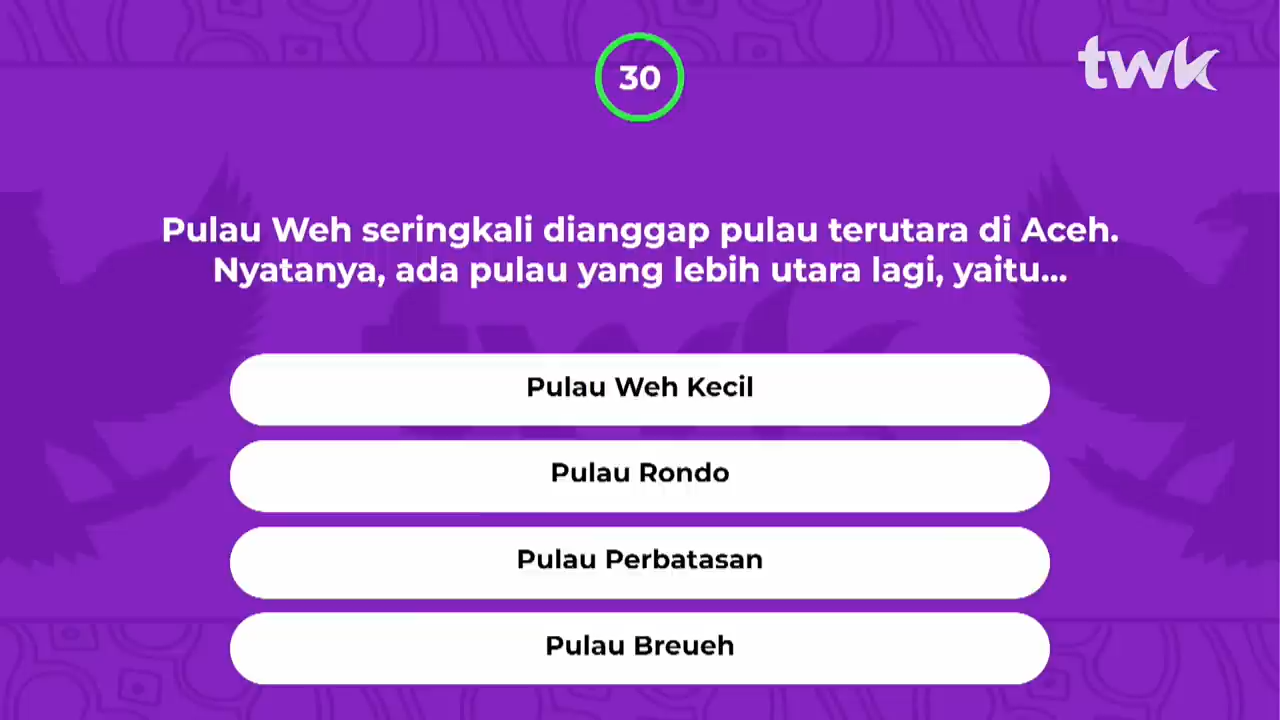 30
twk
Pulau Weh seringkali dianggap pulau terutara di Aceh.
Nyatanya, ada pulau yang lebih utara lagi, yaitu...
twk
Pulau Weh Kecil
Pulau Rondo
Pulau Perbatasan
Pulau Breueh